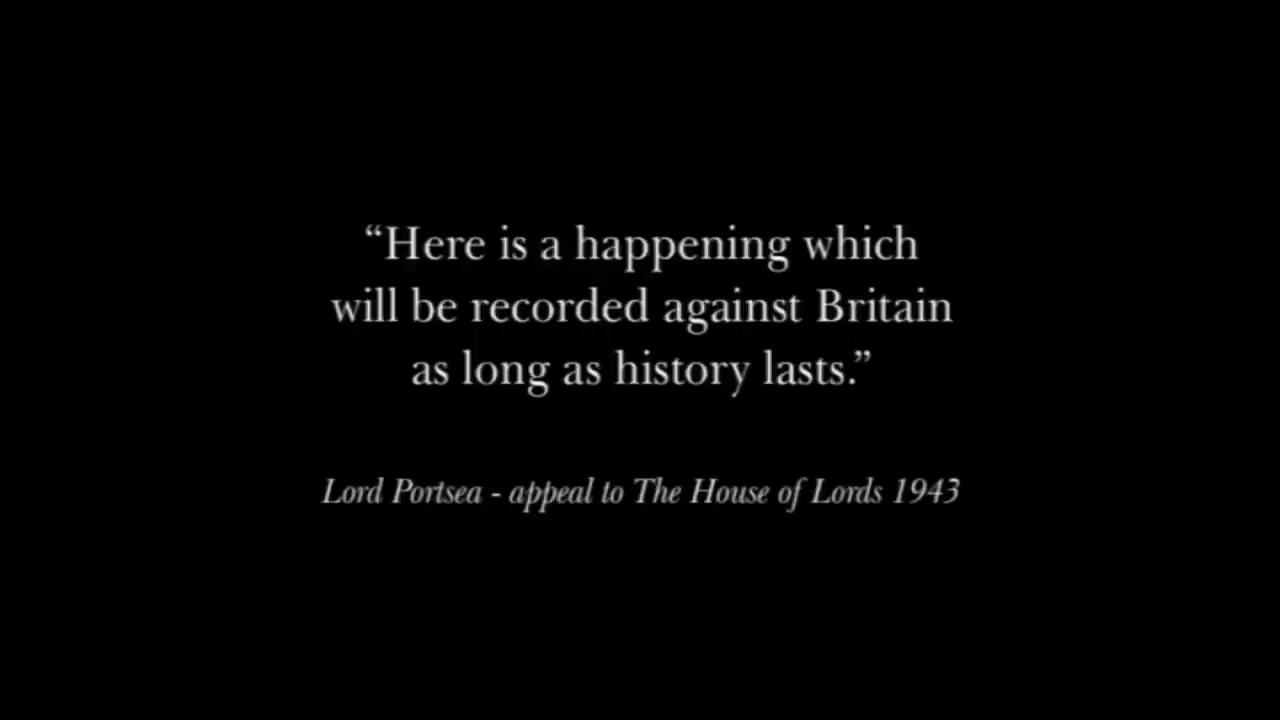 “Here is a happening which
will be recorded against Britain
as long as history lasts.”
Lord Portsea - appeal to The House of Lords 1943